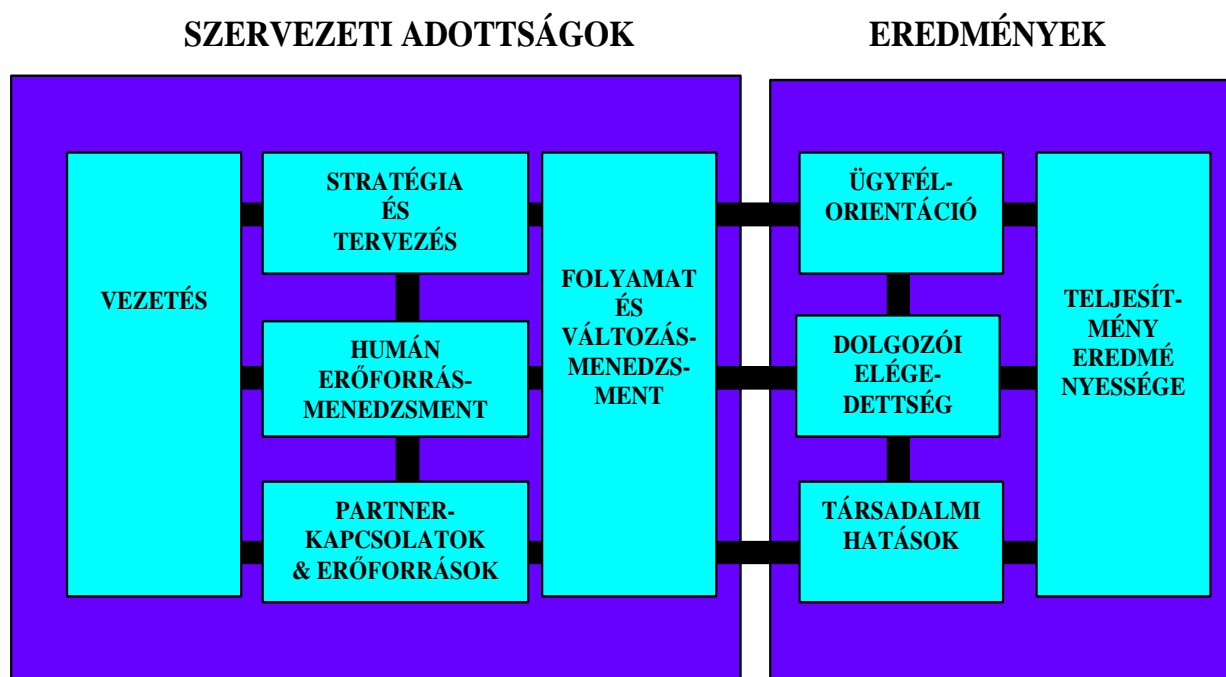 SZERVEZETI ADOTTSÁGOK
EREDMÉNYEK
VEZETÉS
STRATÉGIA
ÉS
TERVEZÉS
HUMÁN
ERŐFORRÁS-
MENEDZSMENT
PARTNER-
KAPCSOLATOK
& ERŐFORRÁSOK
FOLYAMAT
ÉS
VÁLTOZÁS-
MENEDZS-
MENT
ÜGYFÉL-
ORIENTÁCIÓ
DOLGOZÓI
ELÉGE-
DETTSÉG
TÁRSADALMI
HATÁSOK
TELJESÍT-
MÉNY
EREDMÉ
NYESSÉGE